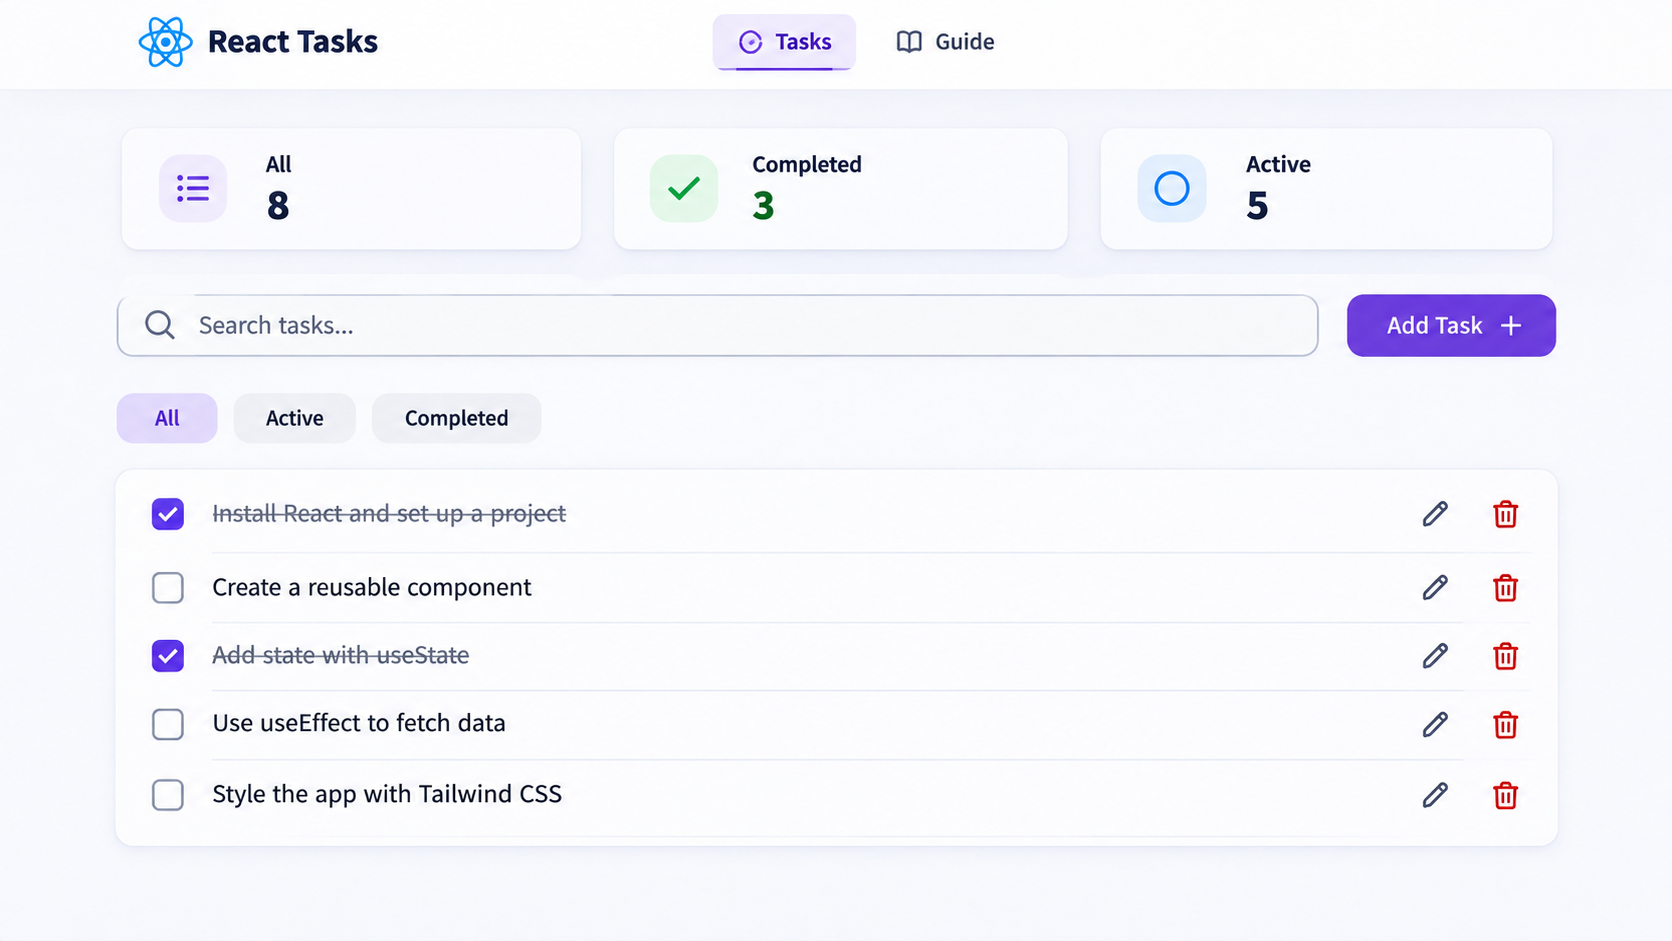 React Tasks
Tasks
Guide
All
8
Completed
3
Active
5
Search tasks...
Add Task +
All
Active
Completed
Install React and set up a project
Create a reusable component
Add state with useState
Use useEffect to fetch data
Style the app with Tailwind CSS